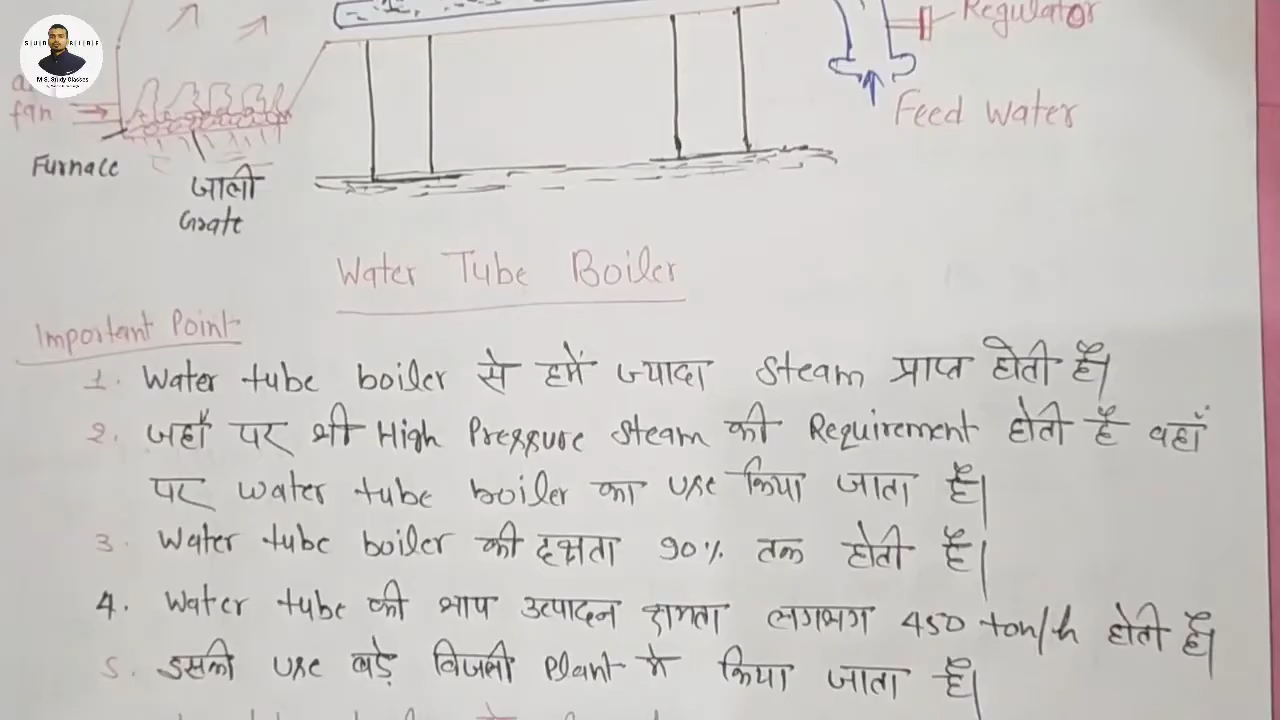 Regulator
fan
Feed Water
Furnace
जाली
Grate
Water Tube Boiler
Important Point
1. Water tube boiler से हमें ज्यादा Steam प्राप्त होती है।
2. जहाँ पर भी High Pressure Steam की Requirement होती है वहाँ
पर water tube boiler का use किया जाता है।
3. Water tube boiler की दक्षता 90% तक होती है।
4. Water tube की भाप उत्पादन क्षमता लगभग 450 ton/h होती है।
5. इसकी use बड़े बिजली plant मे किया जाता है।
M.S. Study Classes